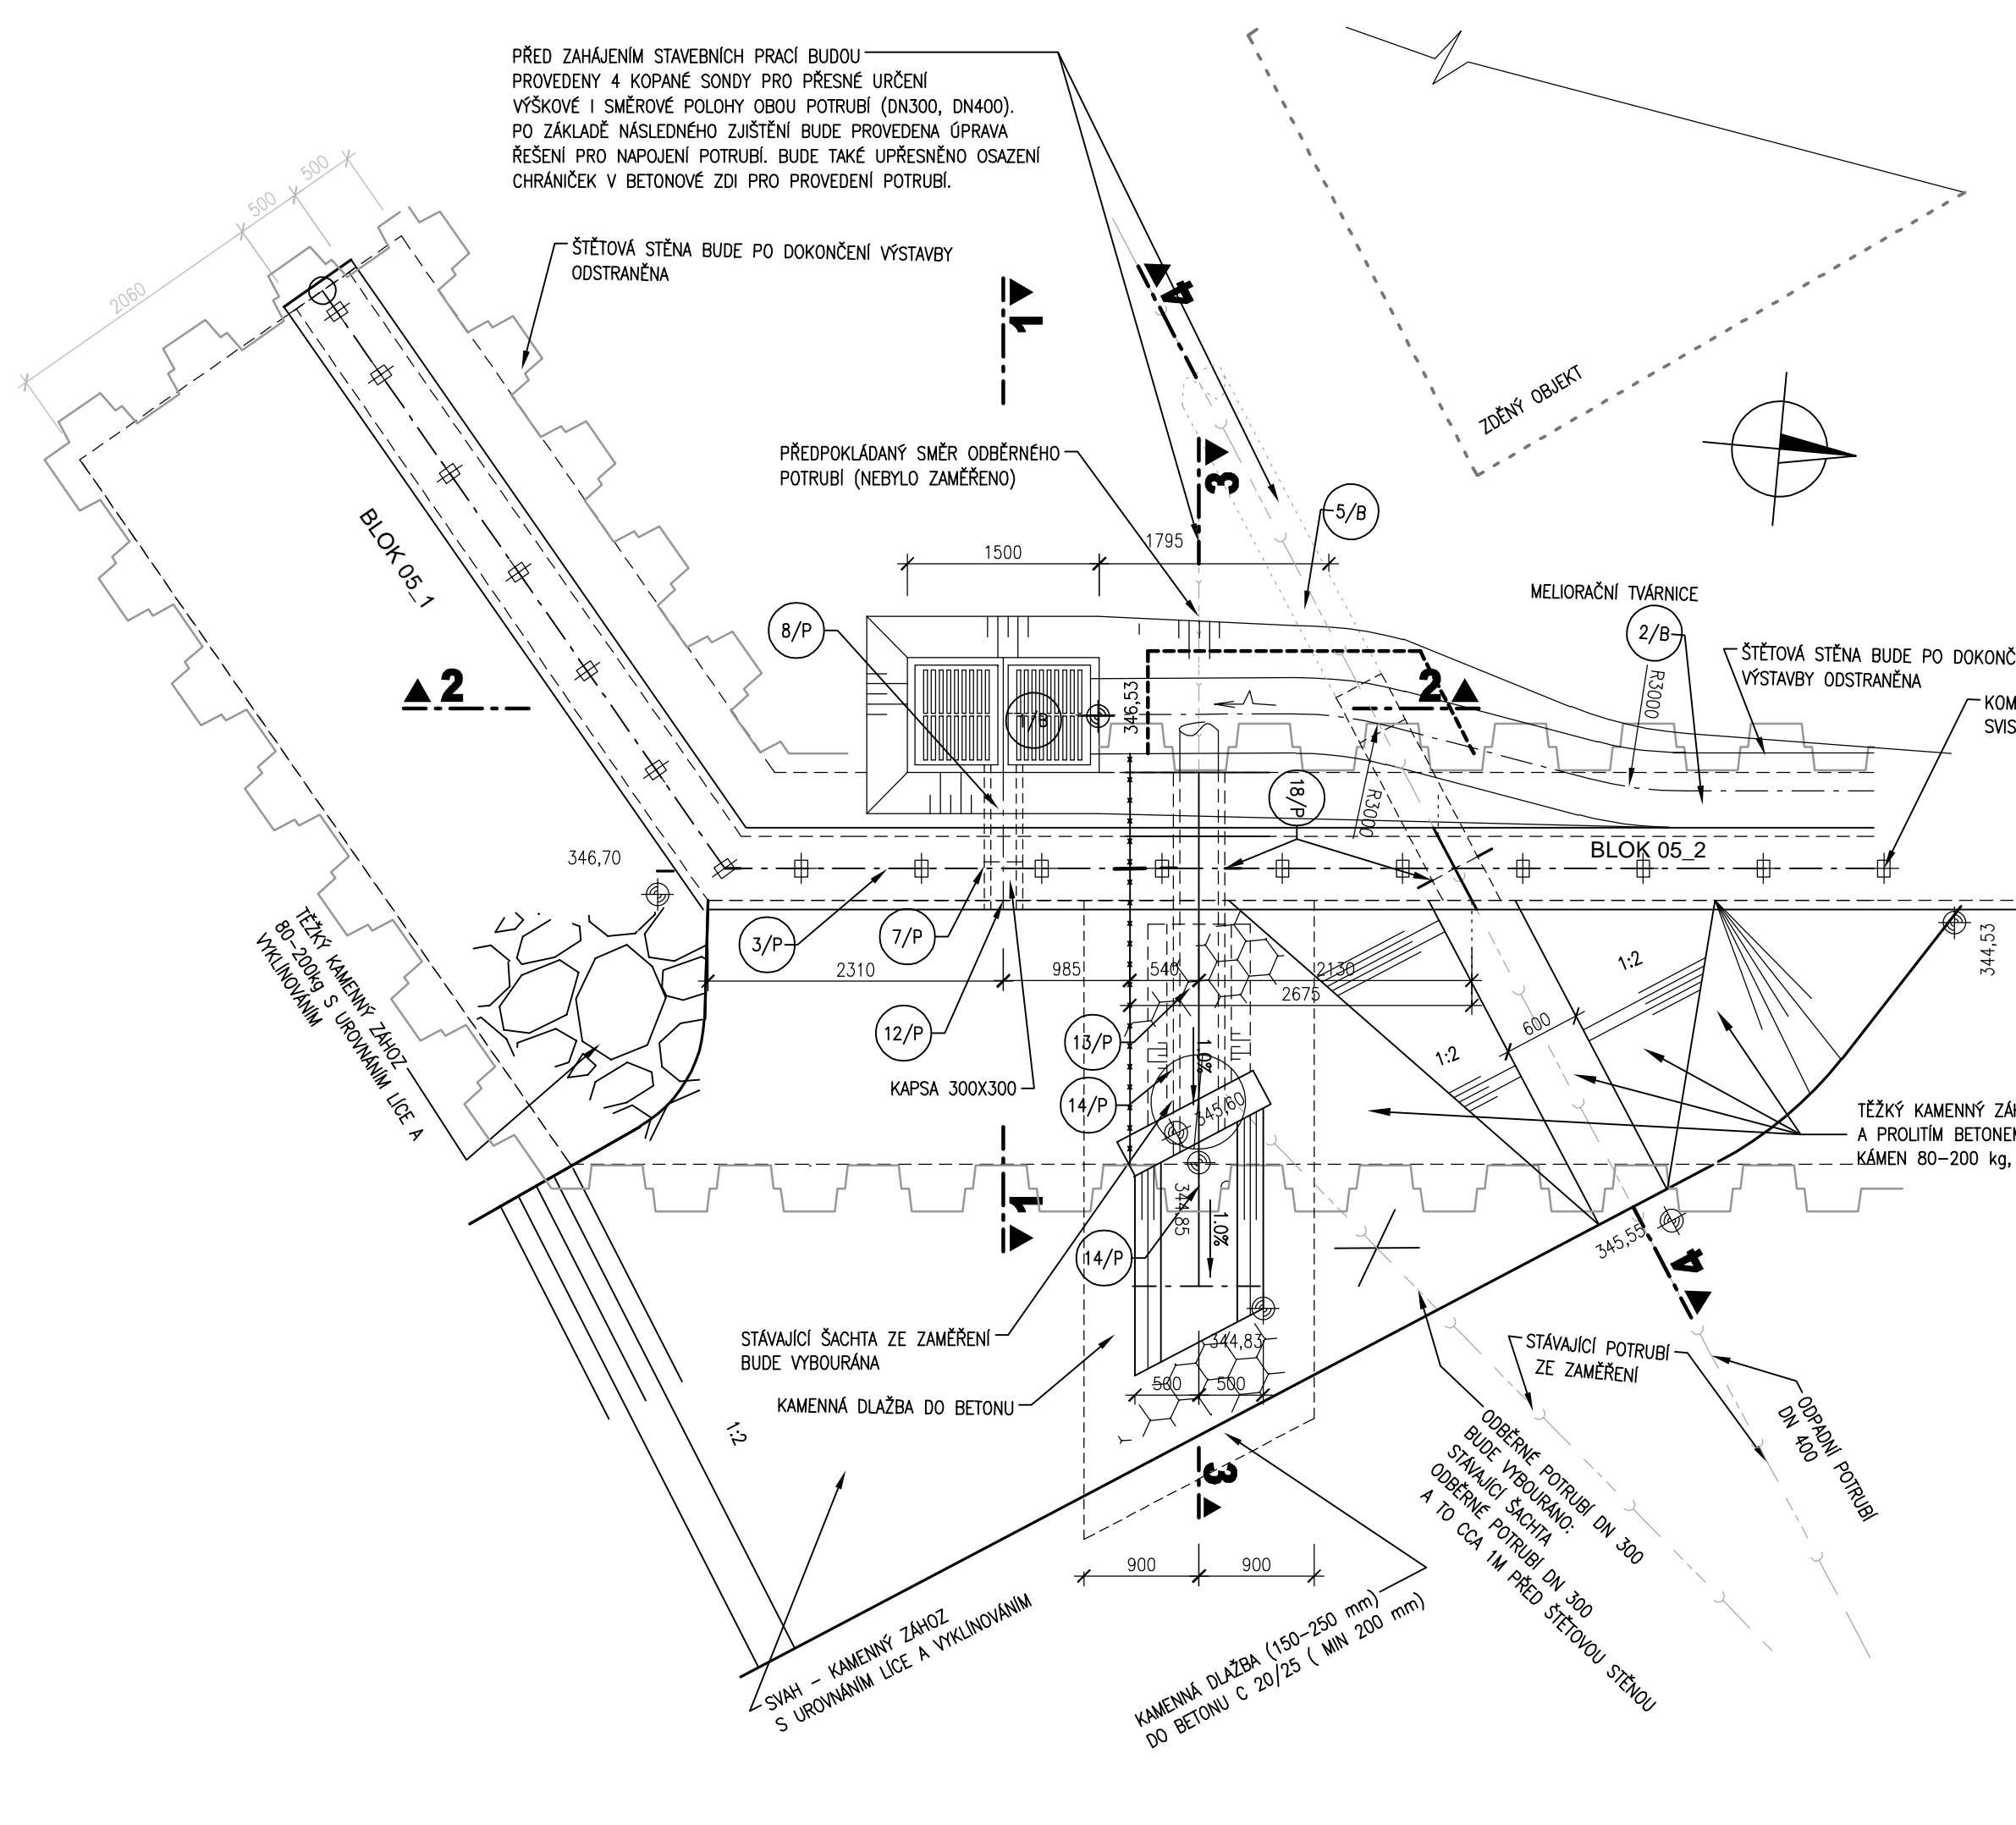 PŘED ZAHÁJENÍM STAVEBNÍCH PRACÍ BUDOU
PROVEDENY 4 KOPANÉ SONDY PRO PŘESNÉ URČENÍ
VÝŠKOVÉ I SMĚROVÉ POLOHY OBOU POTRUBÍ (DN300, DN400).
PO ZÁKLADĚ NÁSLEDNÉHO ZJIŠTĚNÍ BUDE PROVEDENA ÚPRAVA
ŘEŠENÍ PRO NAPOJENÍ POTRUBÍ. BUDE TAKÉ UPŘESNĚNO OSAZENÍ
CHRÁNIČEK V BETONOVÉ ZDI PRO PROVEDENÍ POTRUBÍ.
500
500
2060
ŠTĚTOVÁ STĚNA BUDE PO DOKONČENÍ VÝSTAVBY
ODSTRANĚNA
1
4
ZDĚNÝ OBJEKT
PŘEDPOKLÁDANÝ SMĚR ODBĚRNÉHO
POTRUBÍ (NEBYLO ZAMĚŘENO)
3
5/B
BLOK 05_1
1500
1795
MELIORAČNÍ TVÁRNICE
8/P
2/B
ŠTĚTOVÁ STĚNA BUDE PO DOKONČ
VÝSTAVBY ODSTRANĚNA
2
2
R3000
KOM
SVIS
1/B
346,53
18/P
R3000
BLOK 05_2
346,70
3/P
7/P
344,53
TĚŽKÝ KAMENNÝ ZÁHOZ
80-200kg S UROVNÁNÍM LÍCE A
VYKLÍNOVÁNÍM
2310
985
540
2130
2675
1:2
600
12/P
13/P
1.0%
1:2
KAPSA 300X300
14/P
345,60
TĚŽKÝ KAMENNÝ ZÁH
A PROLITÍM BETONEM
KÁMEN 80-200 kg,
1
344,85
1.0%
14/P
345,55
4
STÁVAJÍCÍ ŠACHTA ZE ZAMĚŘENÍ
BUDE VYBOURÁNA
344,83
STÁVAJÍCÍ POTRUBÍ
ZE ZAMĚŘENÍ
500
500
KAMENNÁ DLAŽBA DO BETONU
1:2
ODPADNÍ POTRUBÍ
DN 400
ODBĚRNÉ POTRUBÍ DN 300
BUDE VYBOURÁNO:
STÁVAJÍCÍ ŠACHTA
ODBĚRNÉ POTRUBÍ DN 300
A TO CCA 1M PŘED ŠTĚTOVOU STĚNOU
3
900
900
SVAH - KAMENNÝ ZÁHOZ
S UROVNÁNÍM LÍCE A VYKLÍNOVÁNÍM
KAMENNÁ DLAŽBA (150-250 mm)
DO BETONU C 20/25 ( MIN 200 mm)